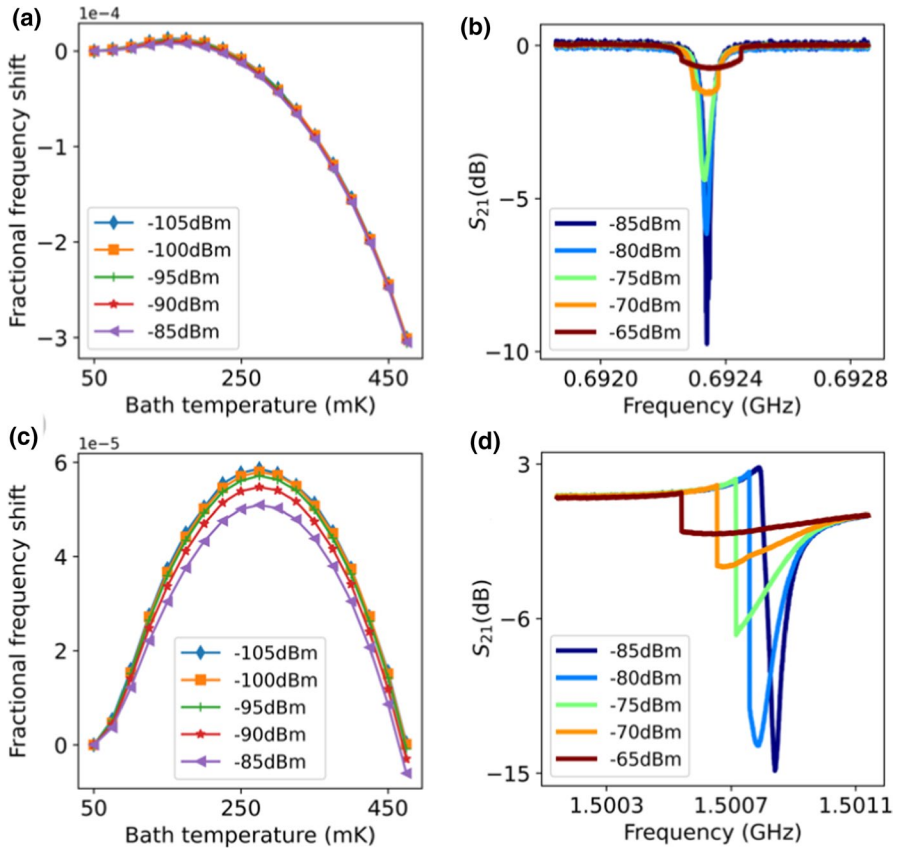 (a)
1e−4
Fractional frequency shift
0
−1
−2
−3
-105dBm
-100dBm
-95dBm
-90dBm
-85dBm
50 250 450
Bath temperature (mK)
(b)
S21(dB)
0
−5
−10
-85dBm
-80dBm
-75dBm
-70dBm
-65dBm
0.6920 0.6924 0.6928
Frequency (GHz)
(c)
1e−5
Fractional frequency shift
6
4
2
0
-105dBm
-100dBm
-95dBm
-90dBm
-85dBm
50 250 450
Bath temperature (mK)
(d)
S21(dB)
3
−6
−15
-85dBm
-80dBm
-75dBm
-70dBm
-65dBm
1.5003 1.5007 1.5011
Frequency (GHz)